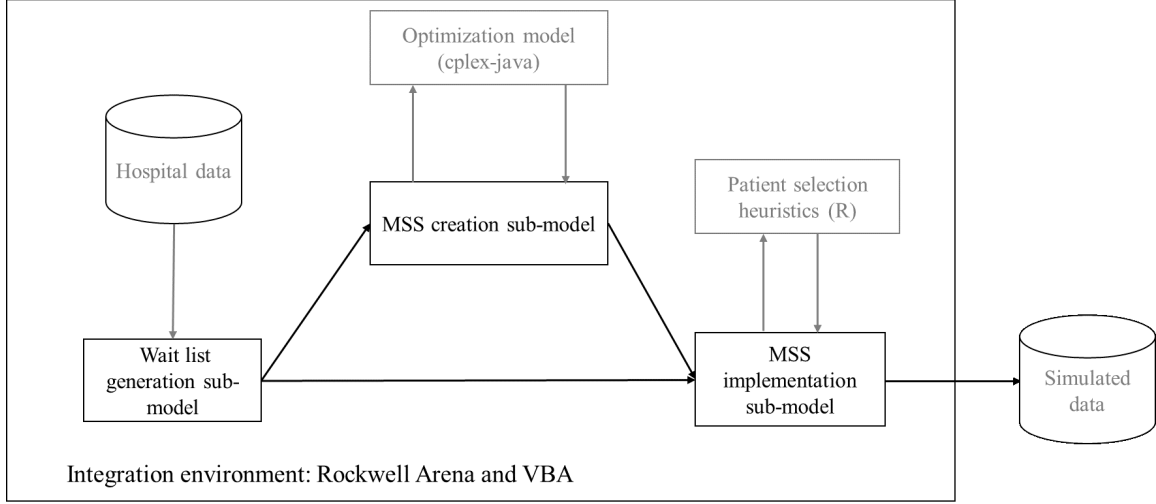 Optimization model
(cplex-java)
Hospital data
MSS creation sub-model
Patient selection
heuristics (R)
Wait list
generation sub-
model
MSS
implementation
sub-model
Simulated
data
Integration environment: Rockwell Arena and VBA